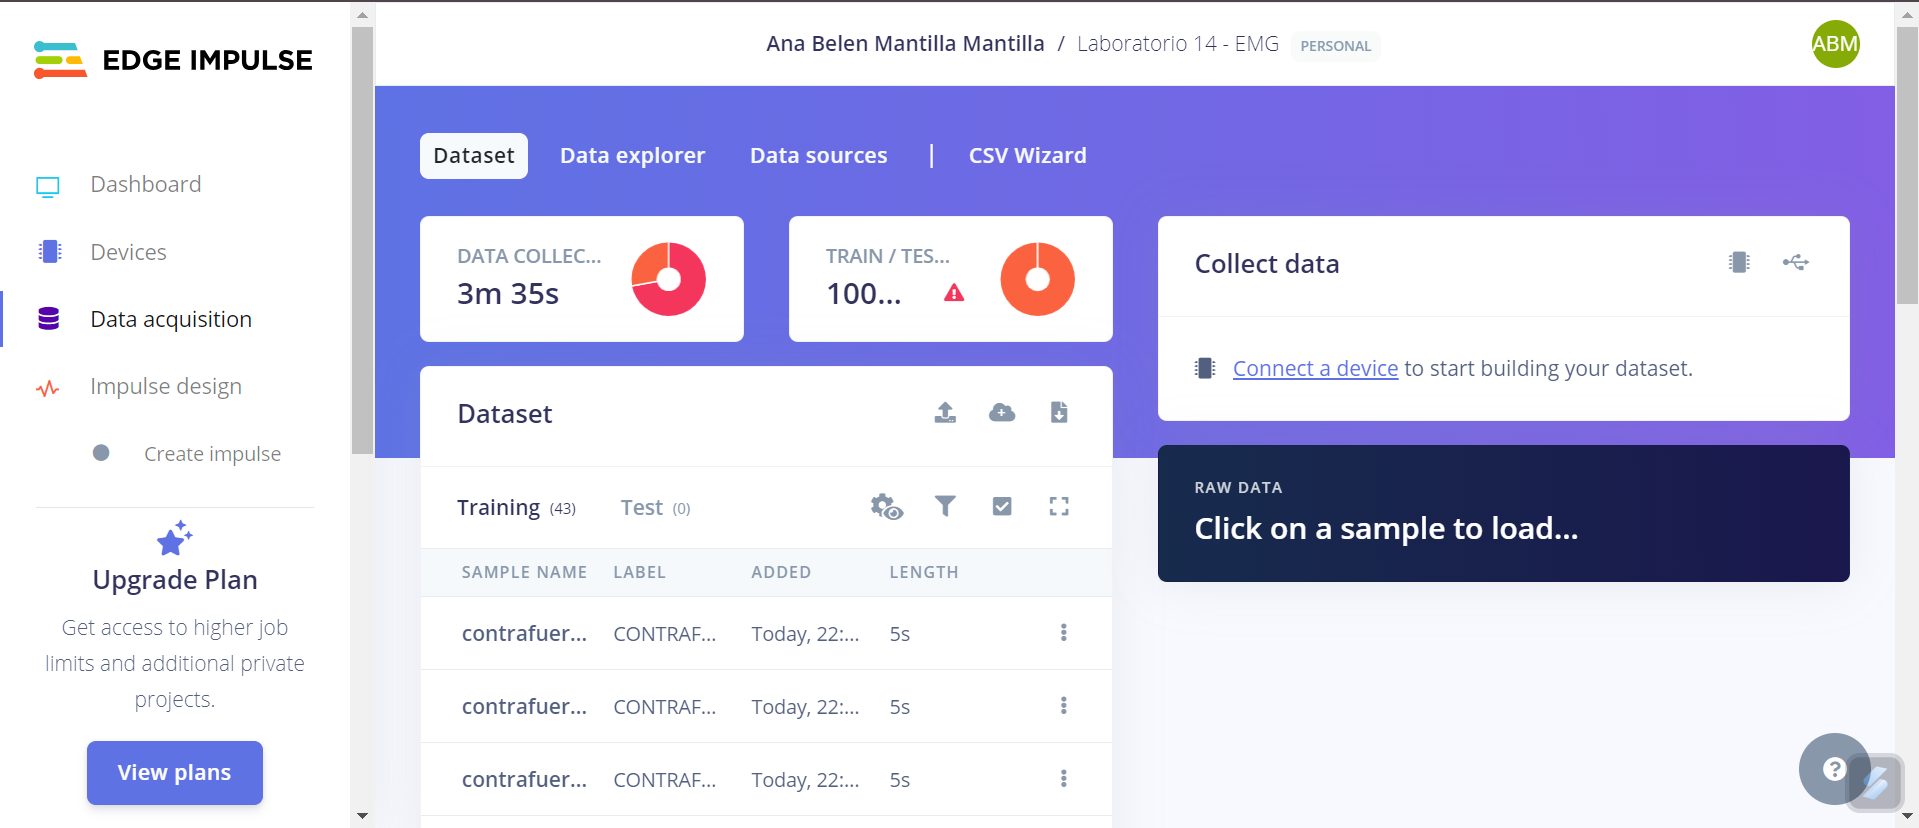 EDGE IMPULSE
Dashboard
Devices
Data acquisition
Impulse design
Create impulse
Upgrade Plan
Get access to higher job
limits and additional private
projects.
View plans
Ana Belen Mantilla Mantilla / Laboratorio 14 - EMG PERSONAL
ABM
Dataset Data explorer Data sources | CSV Wizard
DATA COLLEC...
3m 35s
TRAIN / TES...
100...
Collect data
Connect a device to start building your dataset.
Dataset
Training (43) Test (0)
SAMPLE NAME LABEL ADDED LENGTH
contrafuer... CONTRAF... Today, 22:... 5s
contrafuer... CONTRAF... Today, 22:... 5s
contrafuer... CONTRAF... Today, 22:... 5s
RAW DATA
Click on a sample to load...
?